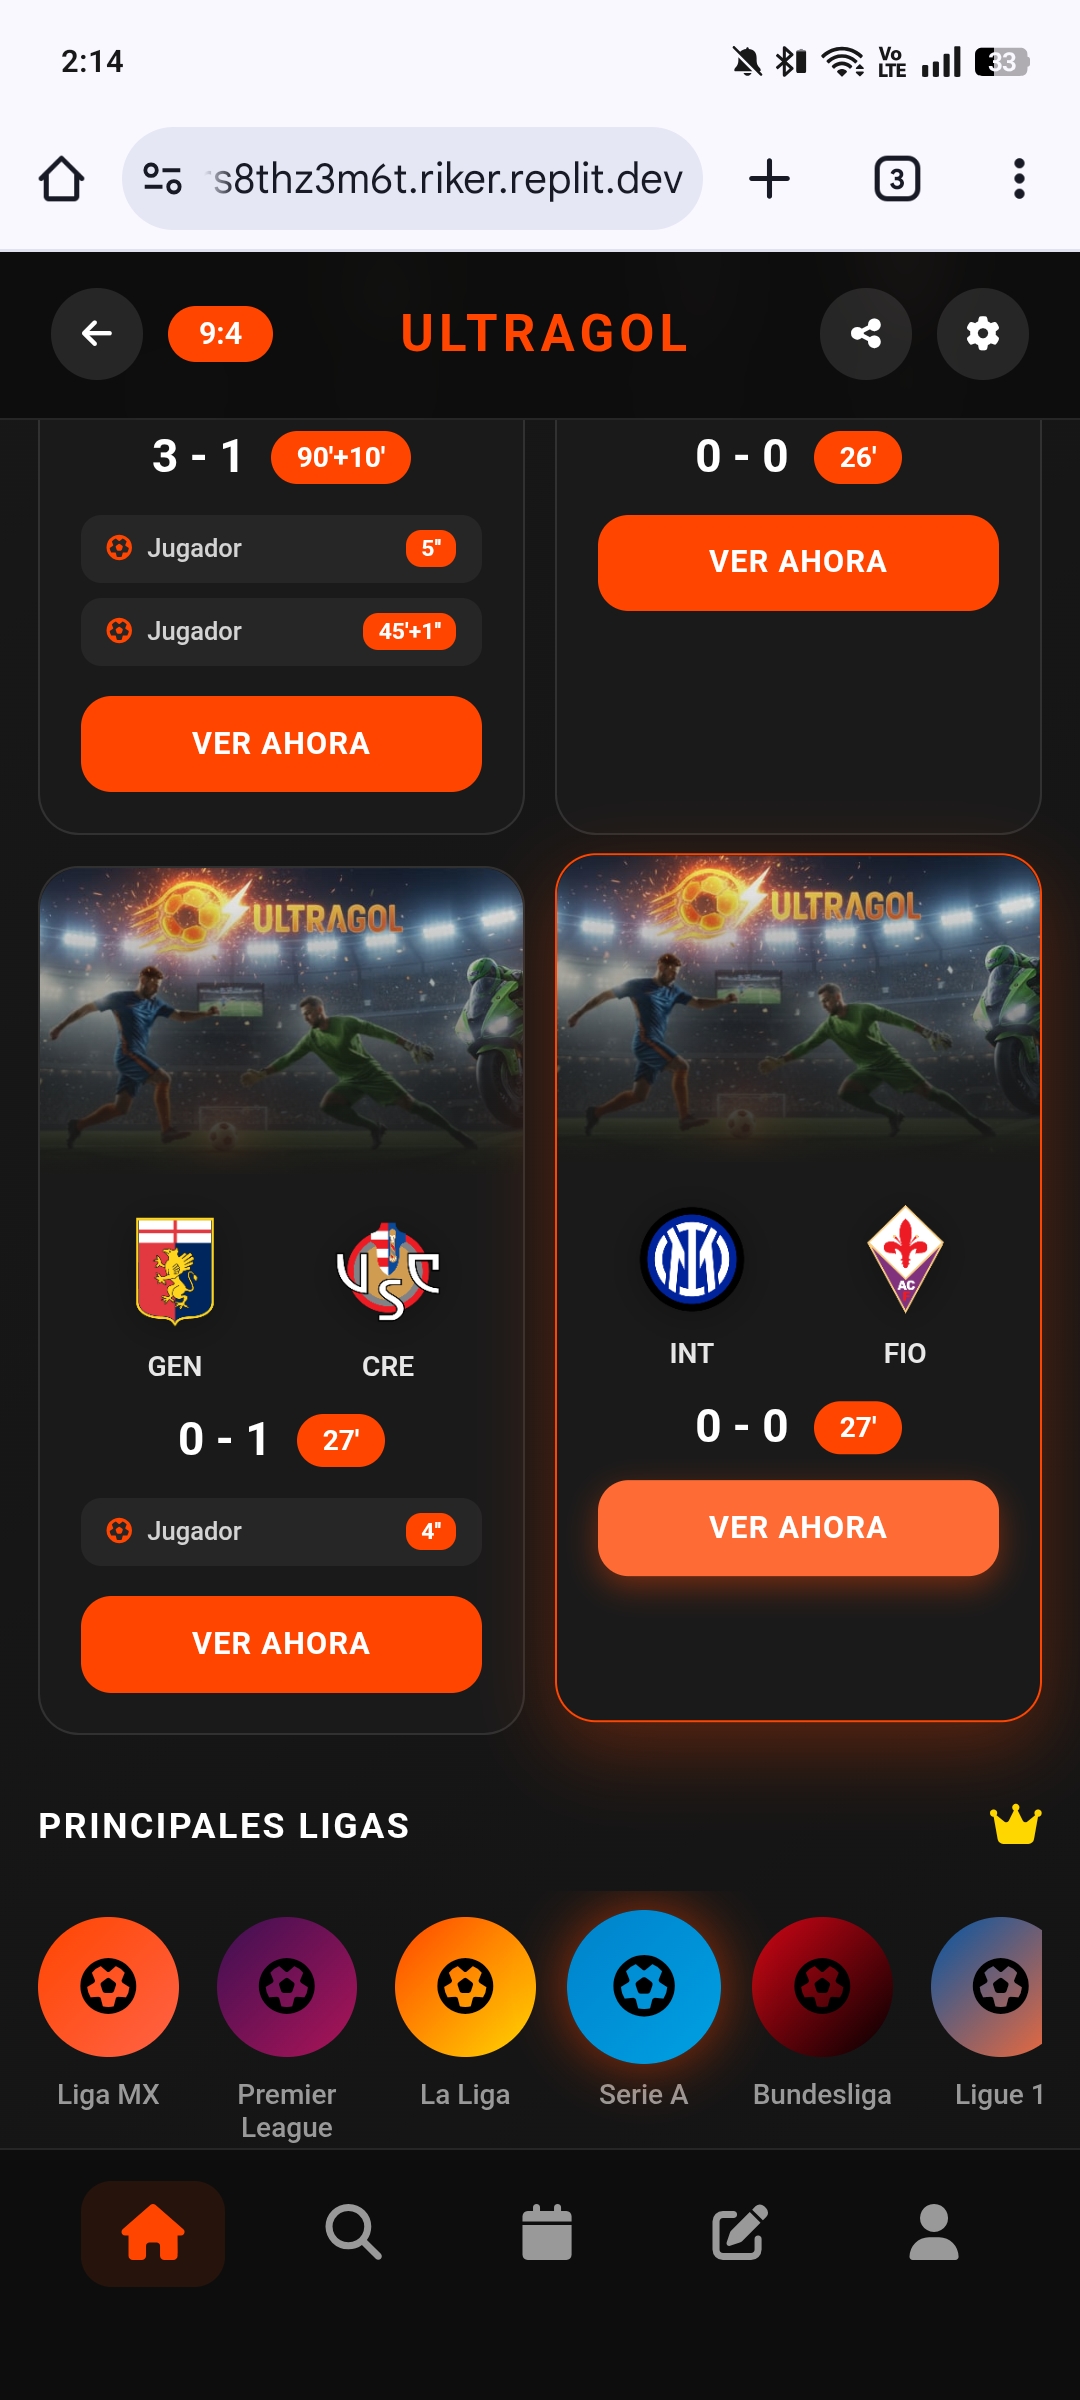 2:14
Vo
LTE
33
s8thz3m6t.riker.replit.dev
3
9:4
ULTRAGOL
3 - 1
90'+10'
0 - 0
26'
Jugador
5"
VER AHORA
Jugador
45'+1"
VER AHORA
ULTRAGOL
ULTRAGOL
AC
GEN
CRE
INT
FIO
0 - 1
27'
0 - 0
27'
Jugador
4"
VER AHORA
VER AHORA
PRINCIPALES LIGAS
Liga MX
Premier
League
La Liga
Serie A
Bundesliga
Ligue 1